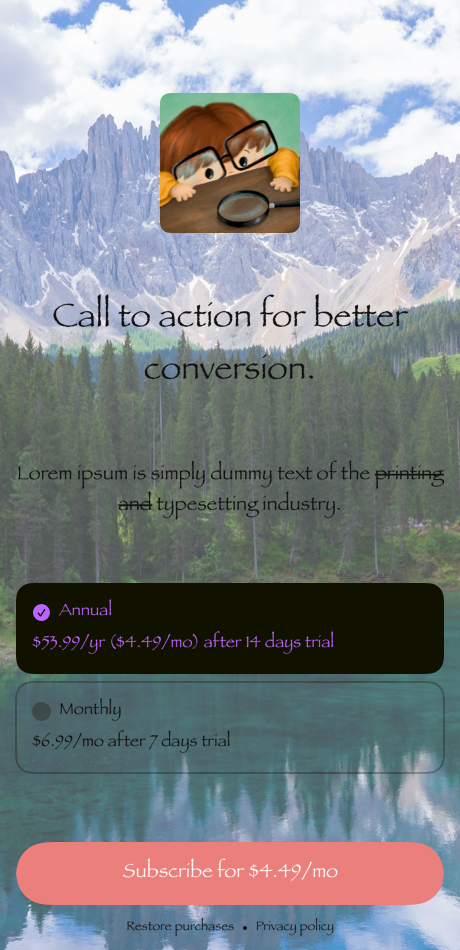 Call to action for better
conversion.
Lorem ipsum is simply dummy text of the printing
and typesetting industry.
Annual
$53.99/yr ($4.49/mo) after 14 days trial
Monthly
$6.99/mo after 7 days trial
Subscribe for $4.49/mo
Restore purchases • Privacy policy